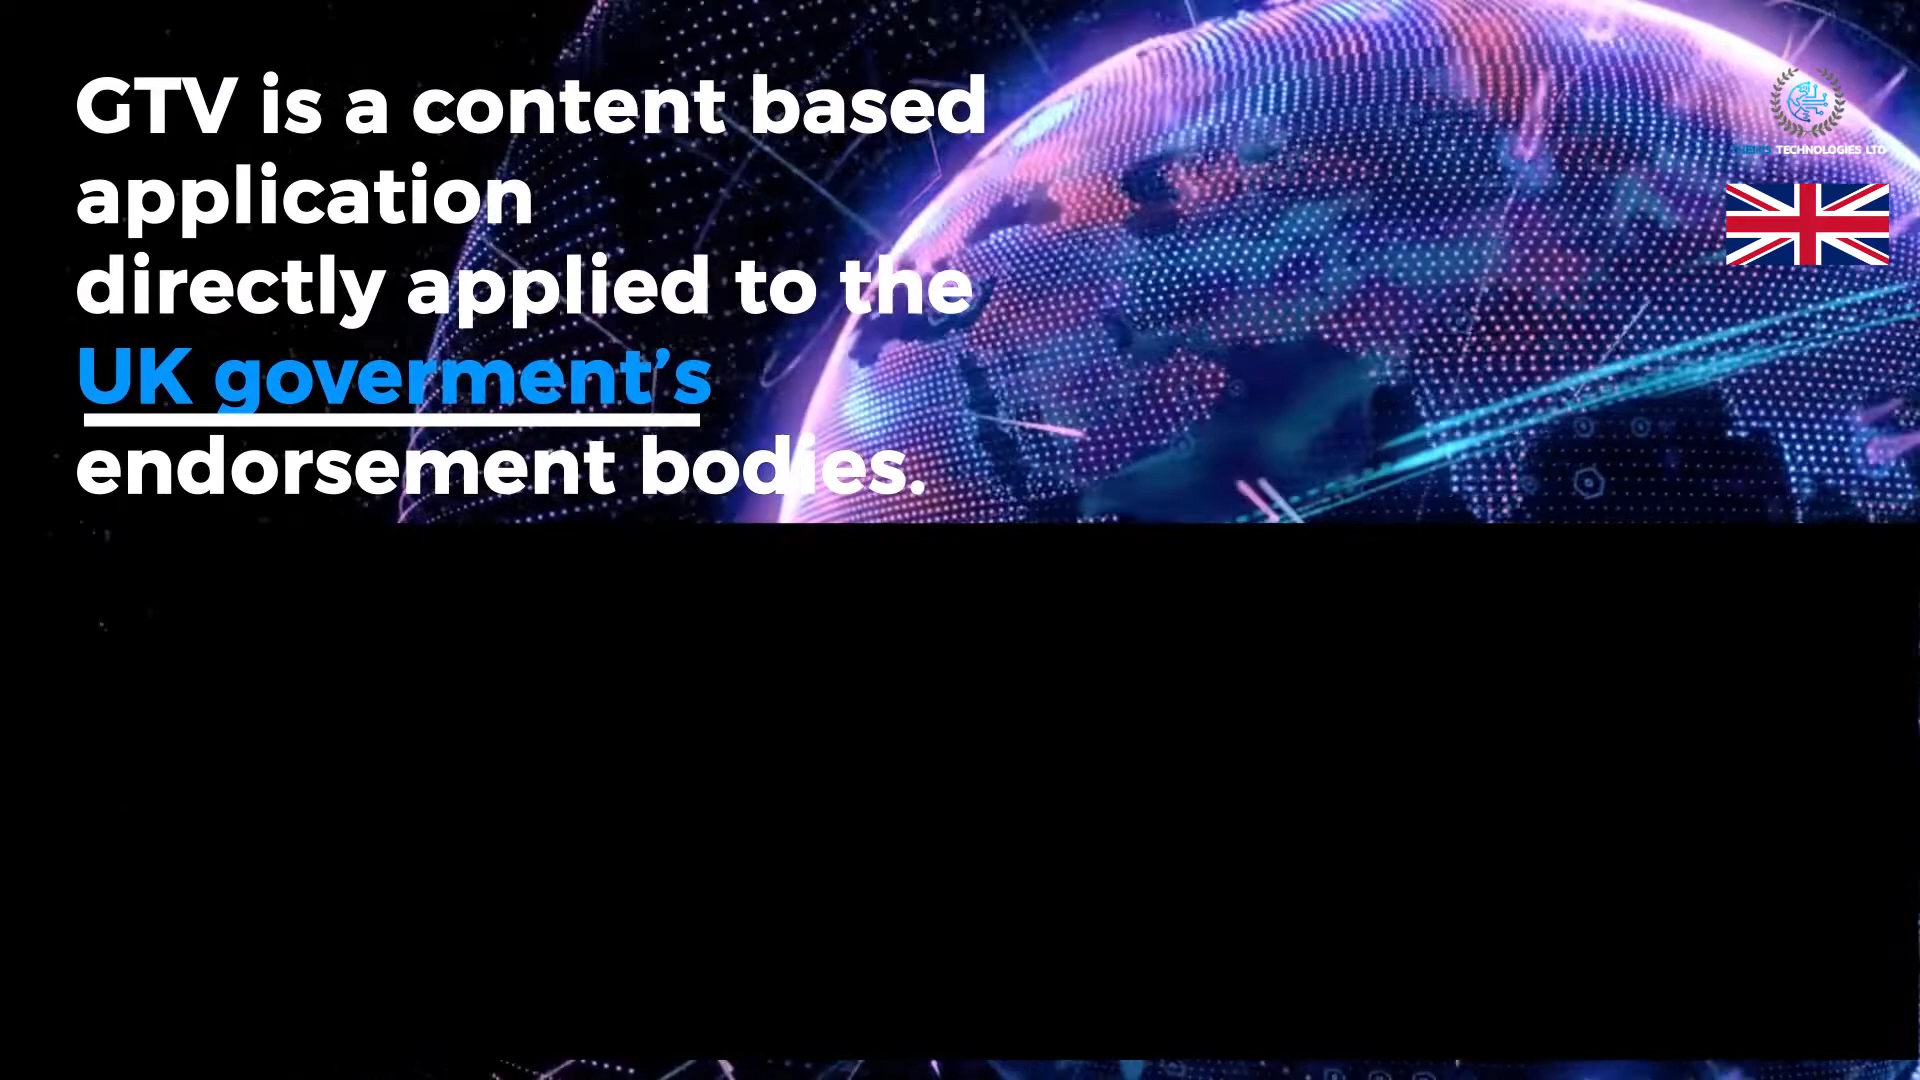 GTV is a content based
application
directly applied to the
UK goverment's
endorsement bodies.
TECHNOLOGIES LTD